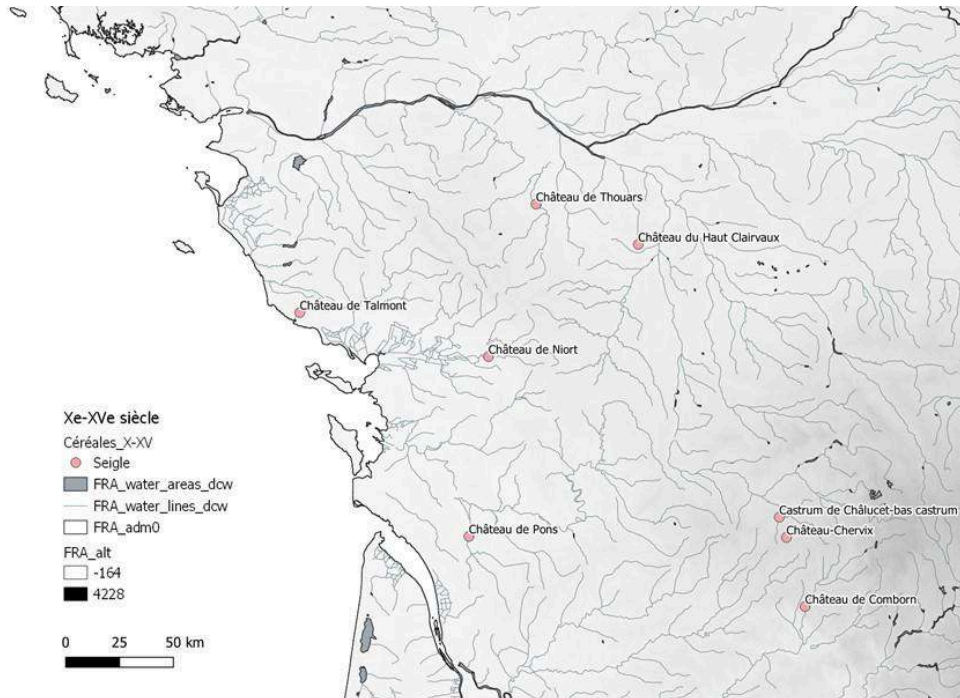 Château de Thouars
Château du Haut Clairvaux
Château de Talmont
Château de Niort
Xe-XVe siècle
Céréales_X-XV
Seigle
FRA_water_areas_dcw
FRA_water_lines_dcw
FRA_adm0
FRA_alt
-164
4228
0 25 50 km
Castrum de Châlucet-bas castrum
Château-Chervix
Château de Pons
Château de Comborn